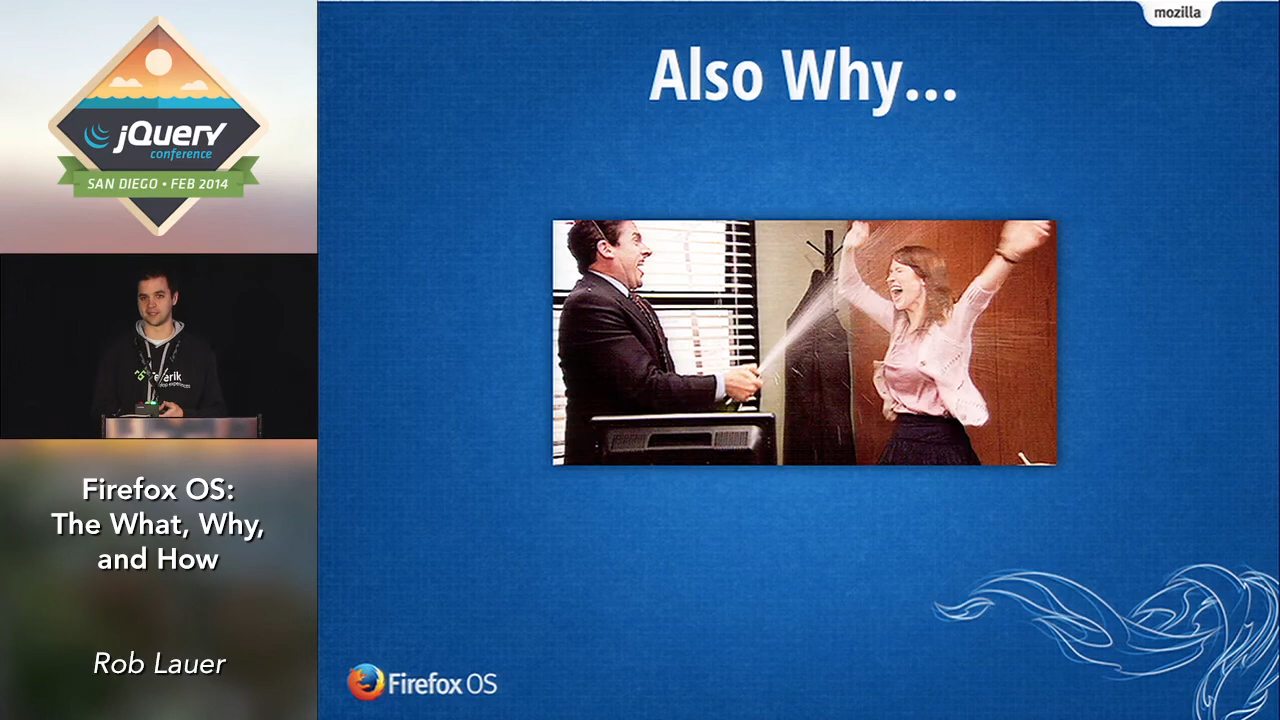 jQuery
conference
SAN DIEGO • FEB 2014
Firefox OS:
The What, Why,
and How
Rob Lauer
mozilla
Also Why...
Firefox OS